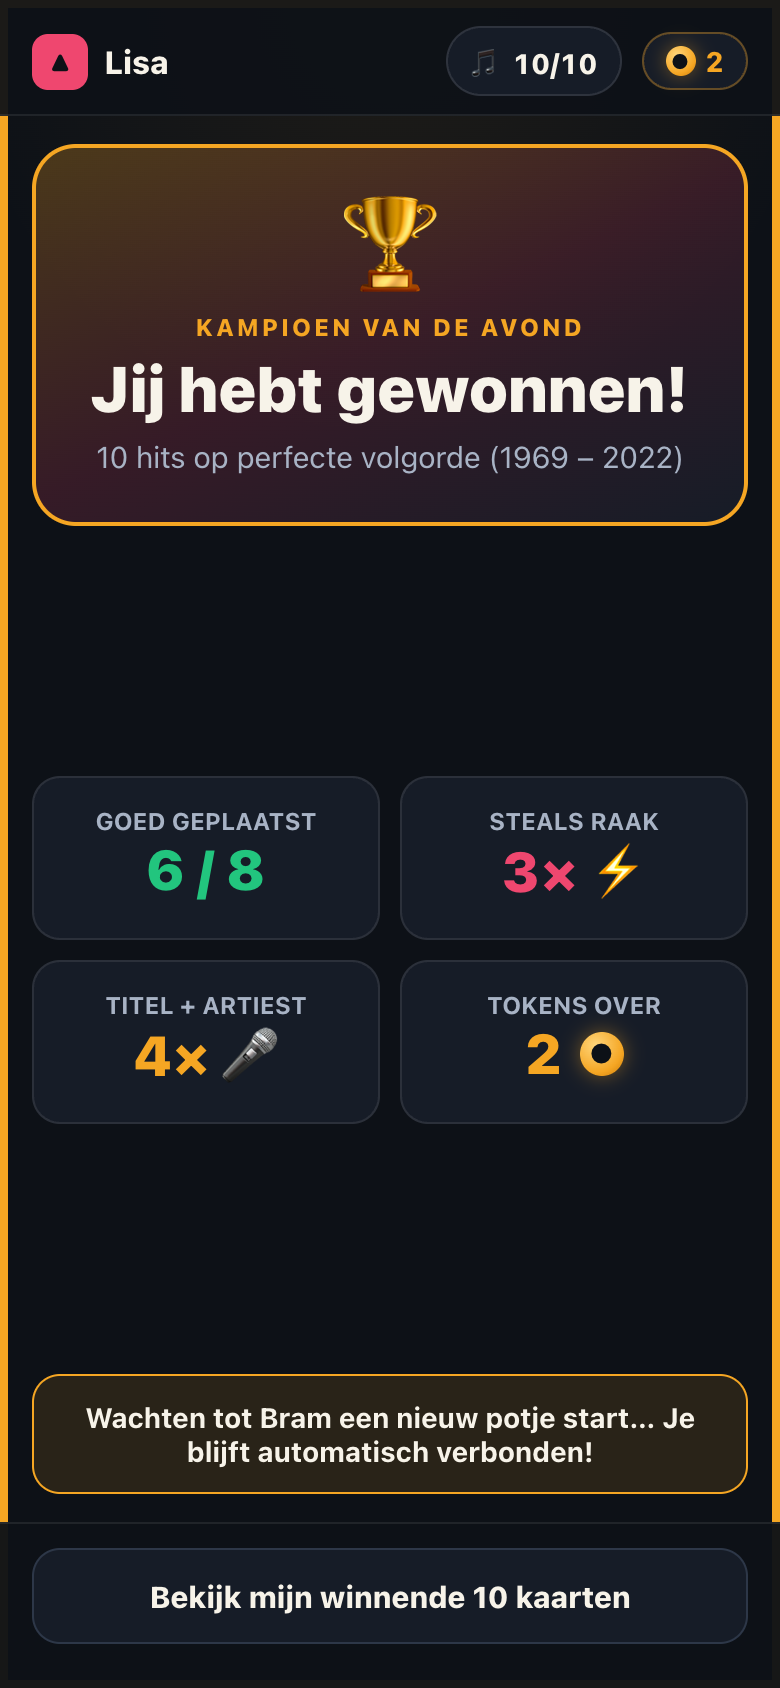 Lisa
10/10
2
KAMPIOEN VAN DE AVOND
Jij hebt gewonnen!
10 hits op perfecte volgorde (1969 – 2022)
GOED GEPLAATST
6 / 8
STEALS RAAK
3×
TITEL + ARTIEST
4×
TOKENS OVER
2
Wachten tot Bram een nieuw potje start... Je
blijft automatisch verbonden!
Bekijk mijn winnende 10 kaarten